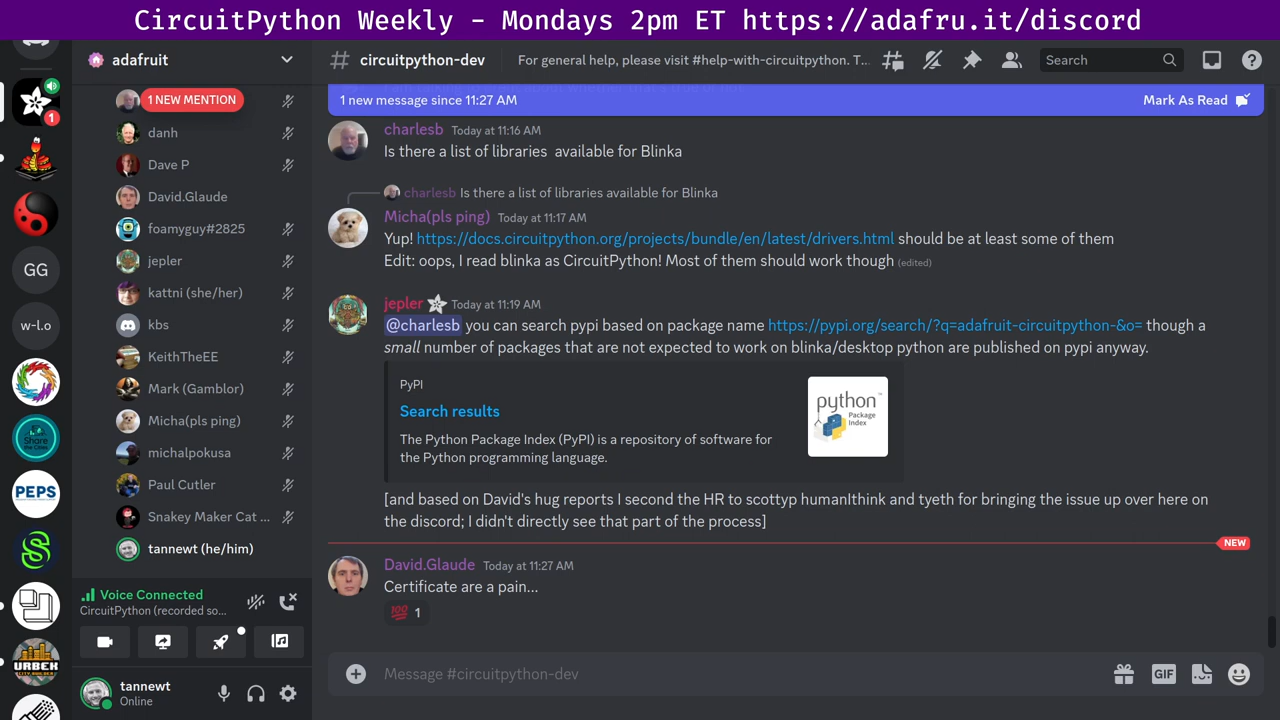 CircuitPython Weekly - Mondays 2pm ET https://adafru.it/discord
adafruit
circuitpython-dev
For general help, please visit #help-with-circuitpython. T...
Search
1 NEW MENTION
danh
Dave P
David.Glaude
foamyguy#2825
jepler
kattni (she/her)
kbs
KeithTheEE
Mark (Gamblor)
Micha(pls ping)
michalpokusa
Paul Cutler
Snakey Maker Cat ...
tannewt (he/him)
Voice Connected
CircuitPython (recorded so...
tannewt
Online
1
GG
w-l.o
Share
PEPS
URBEX
CITY BUILDER
1 new message since 11:27 AM
Mark As Read
charlesb Today at 11:16 AM
Is there a list of libraries available for Blinka
charlesb Is there a list of libraries available for Blinka
Micha(pls ping) Today at 11:17 AM
Yup! https://docs.circuitpython.org/projects/bundle/en/latest/drivers.html should be at least some of them
Edit: oops, I read blinka as CircuitPython! Most of them should work though (edited)
jepler Today at 11:19 AM
@charlesb you can search pypi based on package name https://pypi.org/search/?q=adafruit-circuitpython-&o= though a
small number of packages that are not expected to work on blinka/desktop python are published on pypi anyway.
PyPI
Search results
The Python Package Index (PyPI) is a repository of software for
the Python programming language.
python
Package
Index
[and based on David's hug reports I second the HR to scottyp humanIthink and tyeth for bringing the issue up over here on
the discord; I didn't directly see that part of the process]
NEW
David.Glaude Today at 11:27 AM
Certificate are a pain...
100 1
Message #circuitpython-dev
GIF